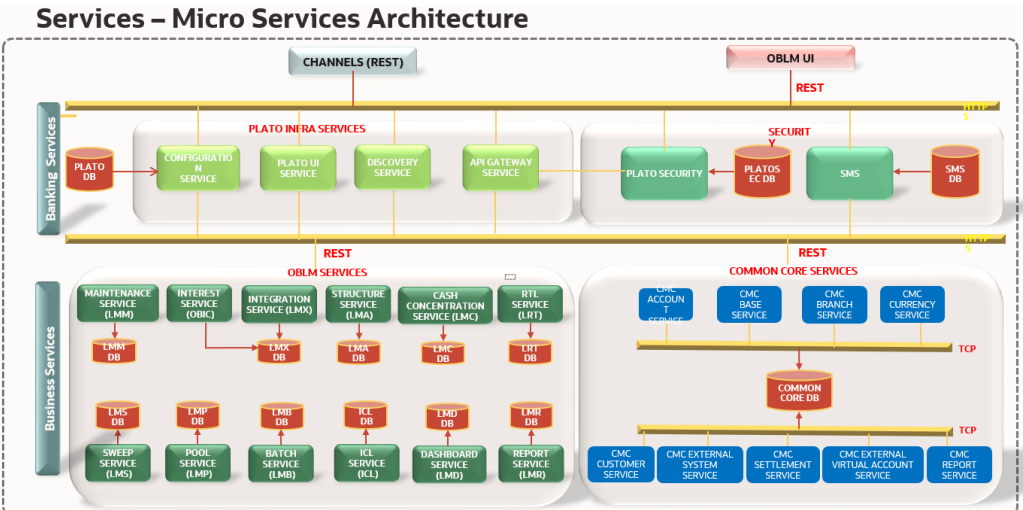 Services – Micro Services Architecture
CHANNELS (REST)
OBLM UI
REST
HTTP
S
Banking Services
PLATO INFRA SERVICES
SECURIT
Y
PLATO
DB
CONFIGURATIO
N
SERVICE
PLATO UI
SERVICE
DISCOVERY
SERVICE
API GATEWAY
SERVICE
PLATO SECURITY
PLATOS
EC DB
SMS
SMS
DB
HTTP
S
REST
REST
Business Services
OBLM SERVICES
COMMON CORE SERVICES
MAINTENANCE
SERVICE
(LMM)
INTEREST
SERVICE
(OBIC)
INTEGRATION
SERVICE (LMX)
STRUCTURE
SERVICE
(LMA)
CASH
CONCENTRATION
SERVICE (LMC)
RTL
SERVICE
(LRT)
CMC
ACCOUN
T
SERVICE
CMC
BASE
SERVICE
CMC
BRANCH
SERVICE
CMC
CURRENCY
SERVICE
LMM
DB
LMX
DB
LMA
DB
LMC
DB
LRT
DB
TCP
COMMON
CORE DB
LMS
DB
LMP
DB
LMB
DB
ICL
DB
LMD
DB
LMR
DB
TCP
SWEEP
SERVICE
(LMS)
POOL
SERVICE
(LMP)
BATCH
SERVICE
(LMB)
ICL
SERVICE
(ICL)
DASHBOARD
SERVICE
(LMD)
REPORT
SERVICE
(LMR)
CMC
CUSTOMER
SERVICE
CMC EXTERNAL
SYSTEM
SERVICE
CMC
SETTLEMENT
SERVICE
CMC EXTERNAL
VIRTUAL ACCOUNT
SERVICE
CMC
REPORT
SERVICE